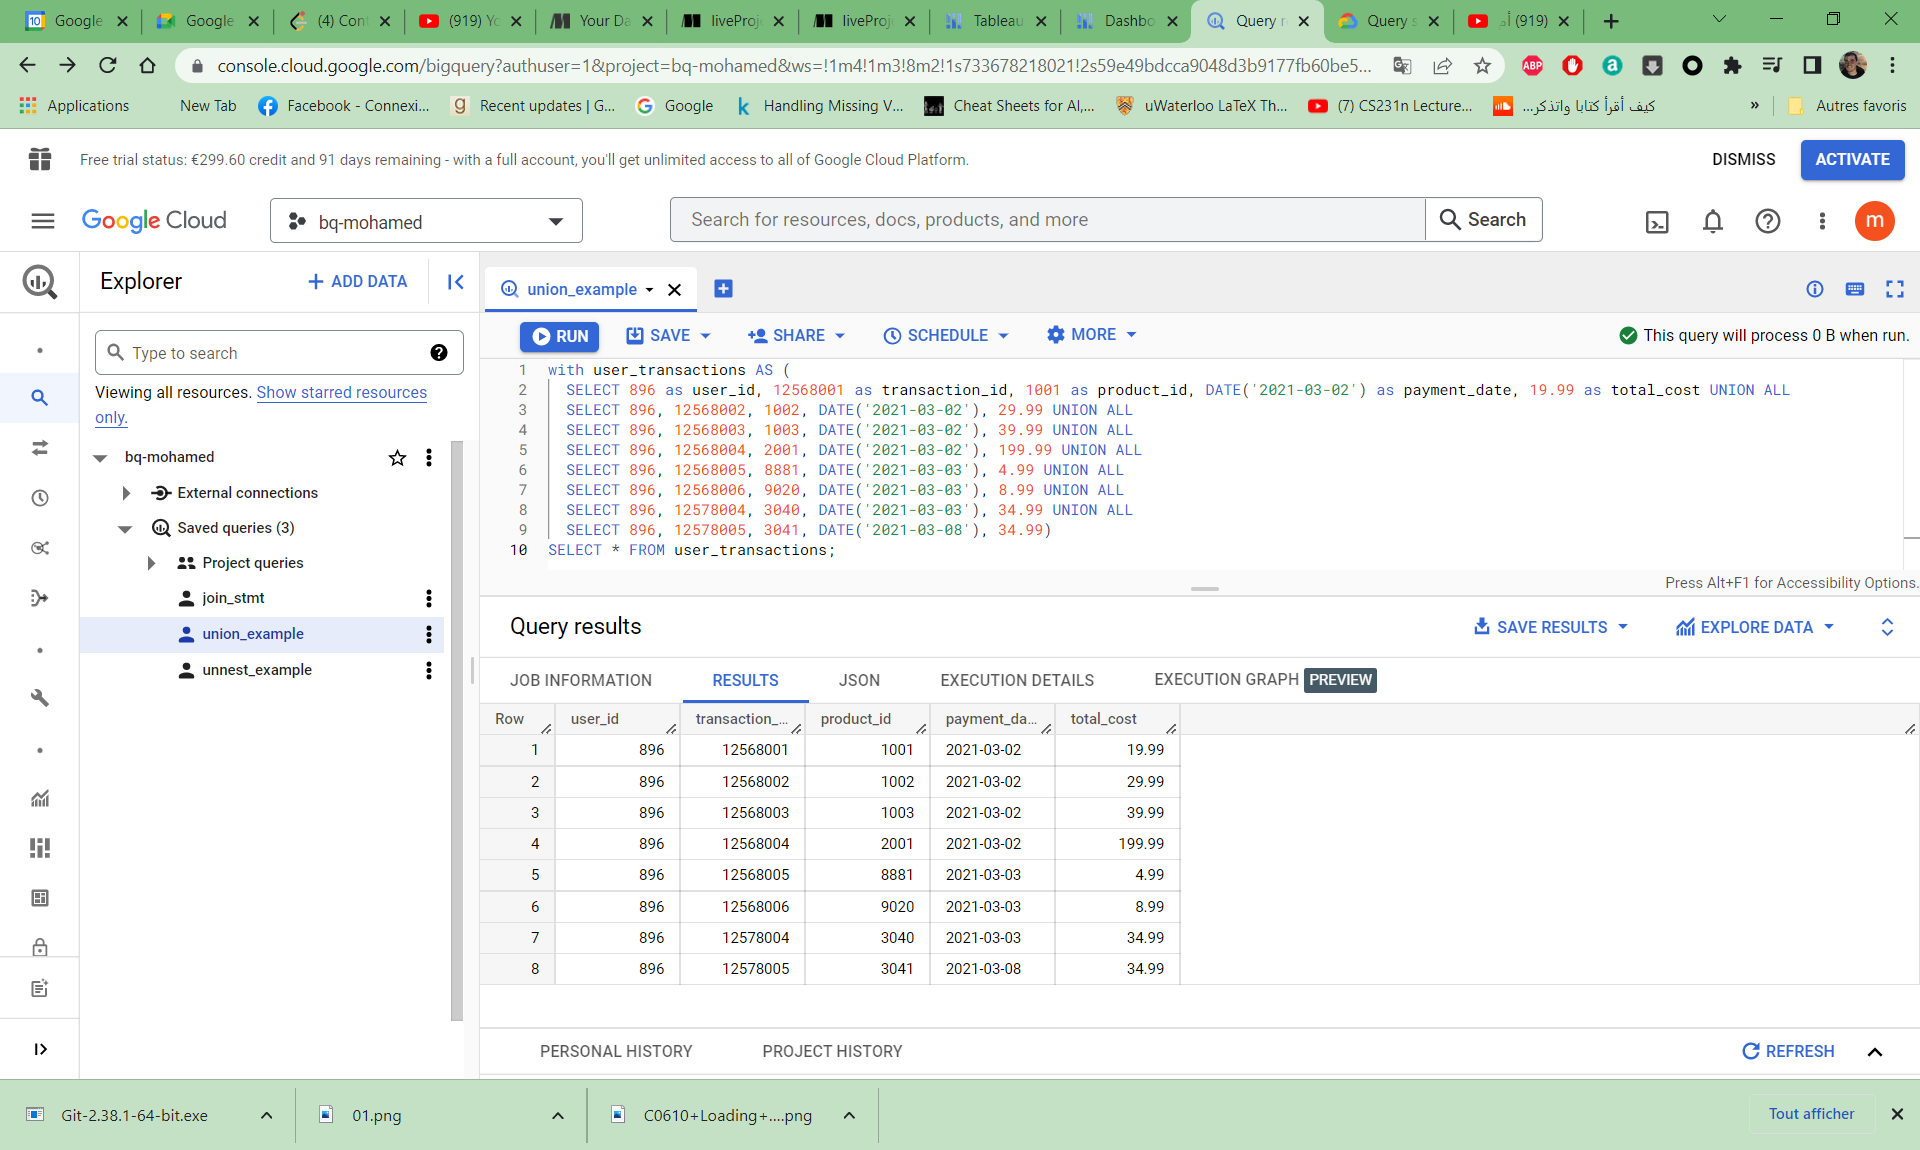 Google
Google
(4) Con
(919) Yo
Your Da
liveProje
liveProje
Tableau
Dashbo
Query r
Query s
(919) أم
console.cloud.google.com/bigquery?authuser=1&project=bq-mohamed&ws=!1m4!1m3!8m2!1s733678218021!2s59e49bdcca9048d3b9177fb60be5...
ABP
Applications
New Tab
Facebook - Connexi...
Recent updates | G...
Google
Handling Missing V...
Cheat Sheets for AI,...
uWaterloo LaTeX Th...
(7) CS231n Lecture...
كيف أقرأ كتابا واتذكر...
»
Autres favoris
Free trial status: €299.60 credit and 91 days remaining - with a full account, you'll get unlimited access to all of Google Cloud Platform.
DISMISS
ACTIVATE
Google Cloud
bq-mohamed
Search for resources, docs, products, and more
Search
m
Explorer
+ ADD DATA
union_example
RUN
SAVE
SHARE
SCHEDULE
MORE
This query will process 0 B when run.
Type to search
Viewing all resources. Show starred resources
only.
bq-mohamed
External connections
Saved queries (3)
Project queries
join_stmt
union_example
unnest_example
1 with user_transactions AS (
2 SELECT 896 as user_id, 12568001 as transaction_id, 1001 as product_id, DATE('2021-03-02') as payment_date, 19.99 as total_cost UNION ALL
3 SELECT 896, 12568002, 1002, DATE('2021-03-02'), 29.99 UNION ALL
4 SELECT 896, 12568003, 1003, DATE('2021-03-02'), 39.99 UNION ALL
5 SELECT 896, 12568004, 2001, DATE('2021-03-02'), 199.99 UNION ALL
6 SELECT 896, 12568005, 8881, DATE('2021-03-03'), 4.99 UNION ALL
7 SELECT 896, 12568006, 9020, DATE('2021-03-03'), 8.99 UNION ALL
8 SELECT 896, 12578004, 3040, DATE('2021-03-03'), 34.99 UNION ALL
9 SELECT 896, 12578005, 3041, DATE('2021-03-08'), 34.99)
10 SELECT * FROM user_transactions;
Press Alt+F1 for Accessibility Options.
Query results
SAVE RESULTS
EXPLORE DATA
JOB INFORMATION
RESULTS
JSON
EXECUTION DETAILS
EXECUTION GRAPH PREVIEW
Row user_id transaction_... product_id payment_da... total_cost
1 896 12568001 1001 2021-03-02 19.99
2 896 12568002 1002 2021-03-02 29.99
3 896 12568003 1003 2021-03-02 39.99
4 896 12568004 2001 2021-03-02 199.99
5 896 12568005 8881 2021-03-03 4.99
6 896 12568006 9020 2021-03-03 8.99
7 896 12578004 3040 2021-03-03 34.99
8 896 12578005 3041 2021-03-08 34.99
PERSONAL HISTORY
PROJECT HISTORY
REFRESH
Git-2.38.1-64-bit.exe
01.png
C0610+Loading+....png
Tout afficher